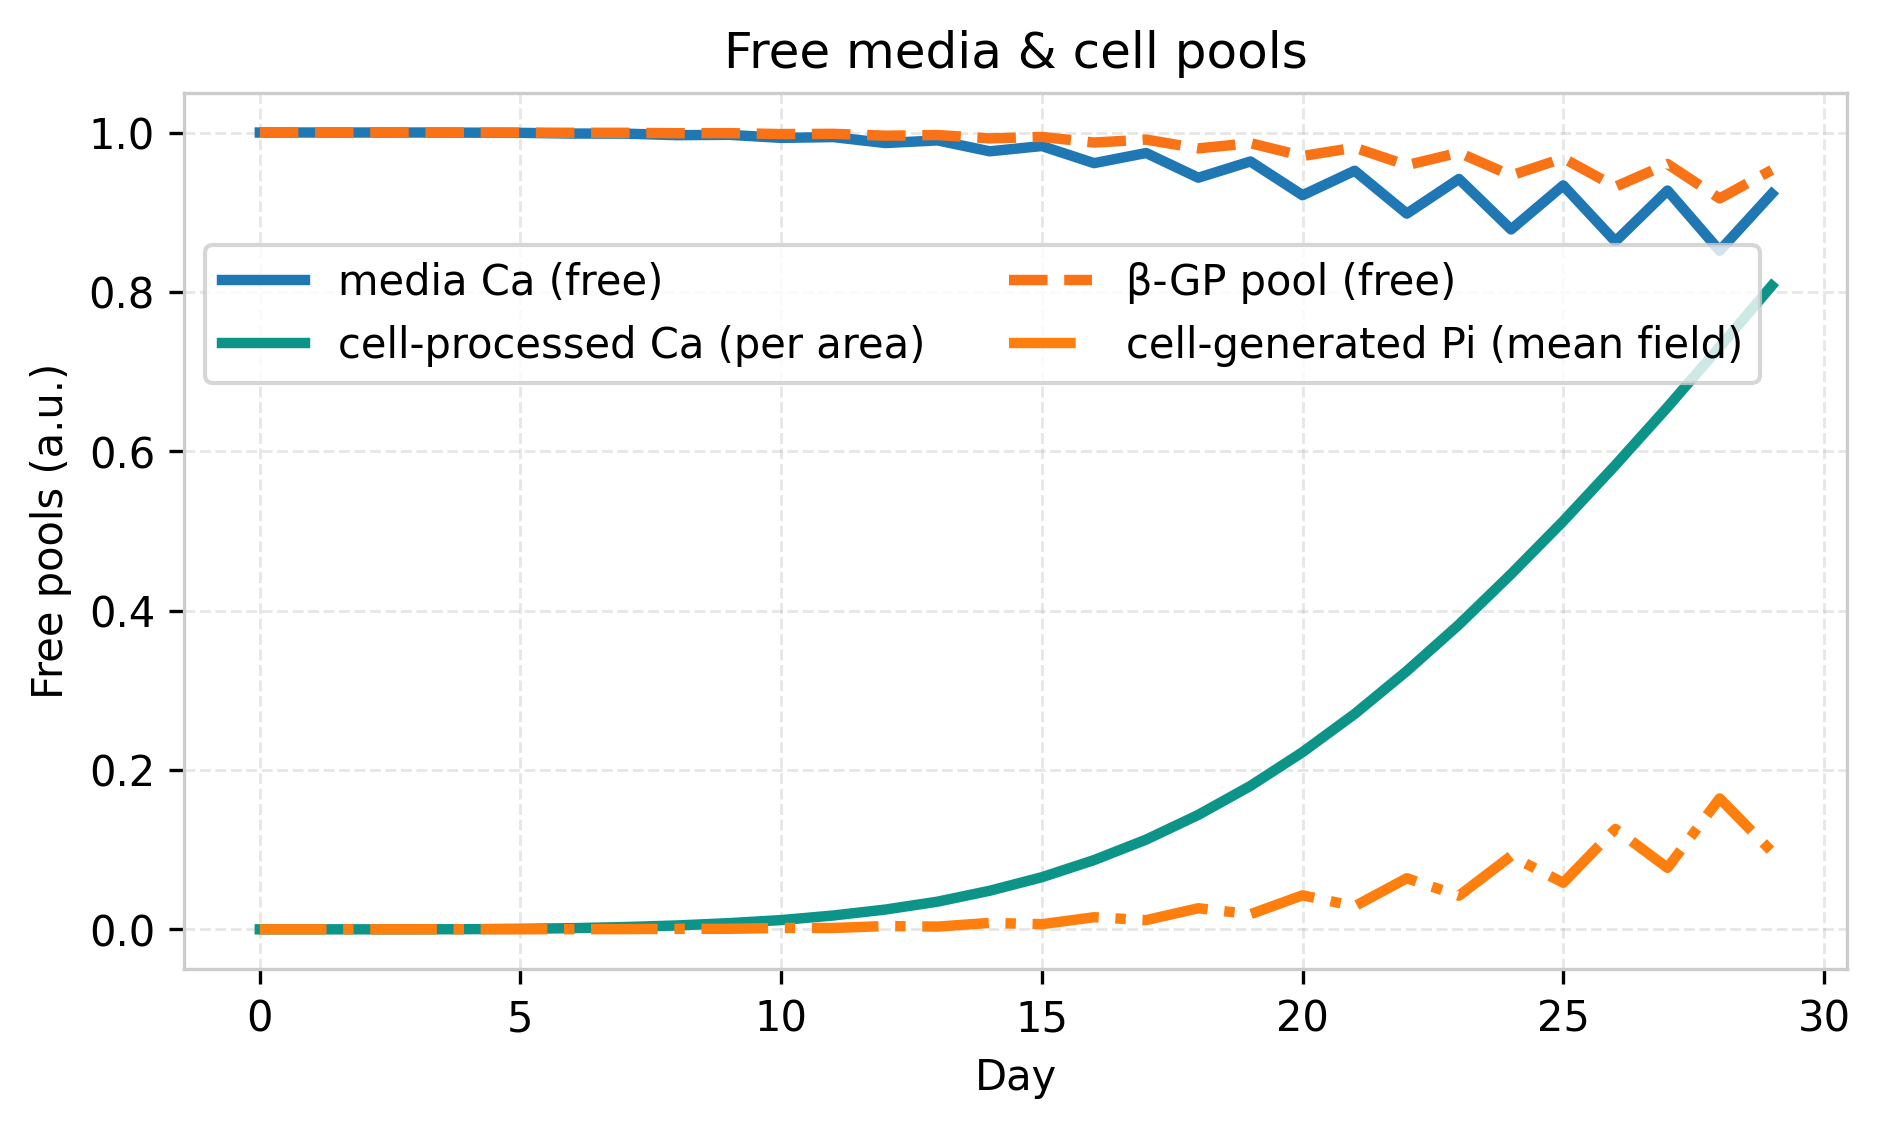 Free media & cell pools
1.0
0.8
0.6
0.4
0.2
0.0
Free pools (a.u.)
media Ca (free)
cell-processed Ca (per area)
β-GP pool (free)
cell-generated Pi (mean field)
0 5 10 15 20 25 30
Day